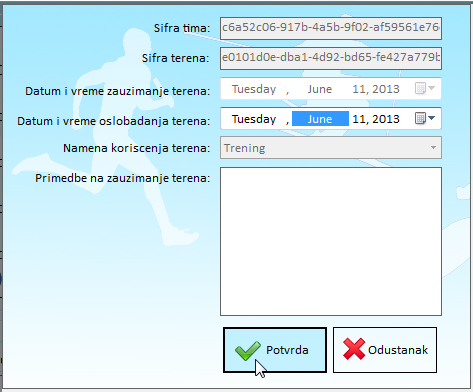 Sifra tima: c6a52c06-917b-4a5b-9f02-af59561e76
Sifra terena: e0101d0e-dba1-4d92-bd65-fe427a779b
Datum i vreme zauzimanje terena: Tuesday , June 11, 2013
Datum i vreme oslobadanja terena: Tuesday , June 11, 2013
Namena koriscenja terena: Trening
Primedbe na zauzimanje terena:
Potvrda Odustanak